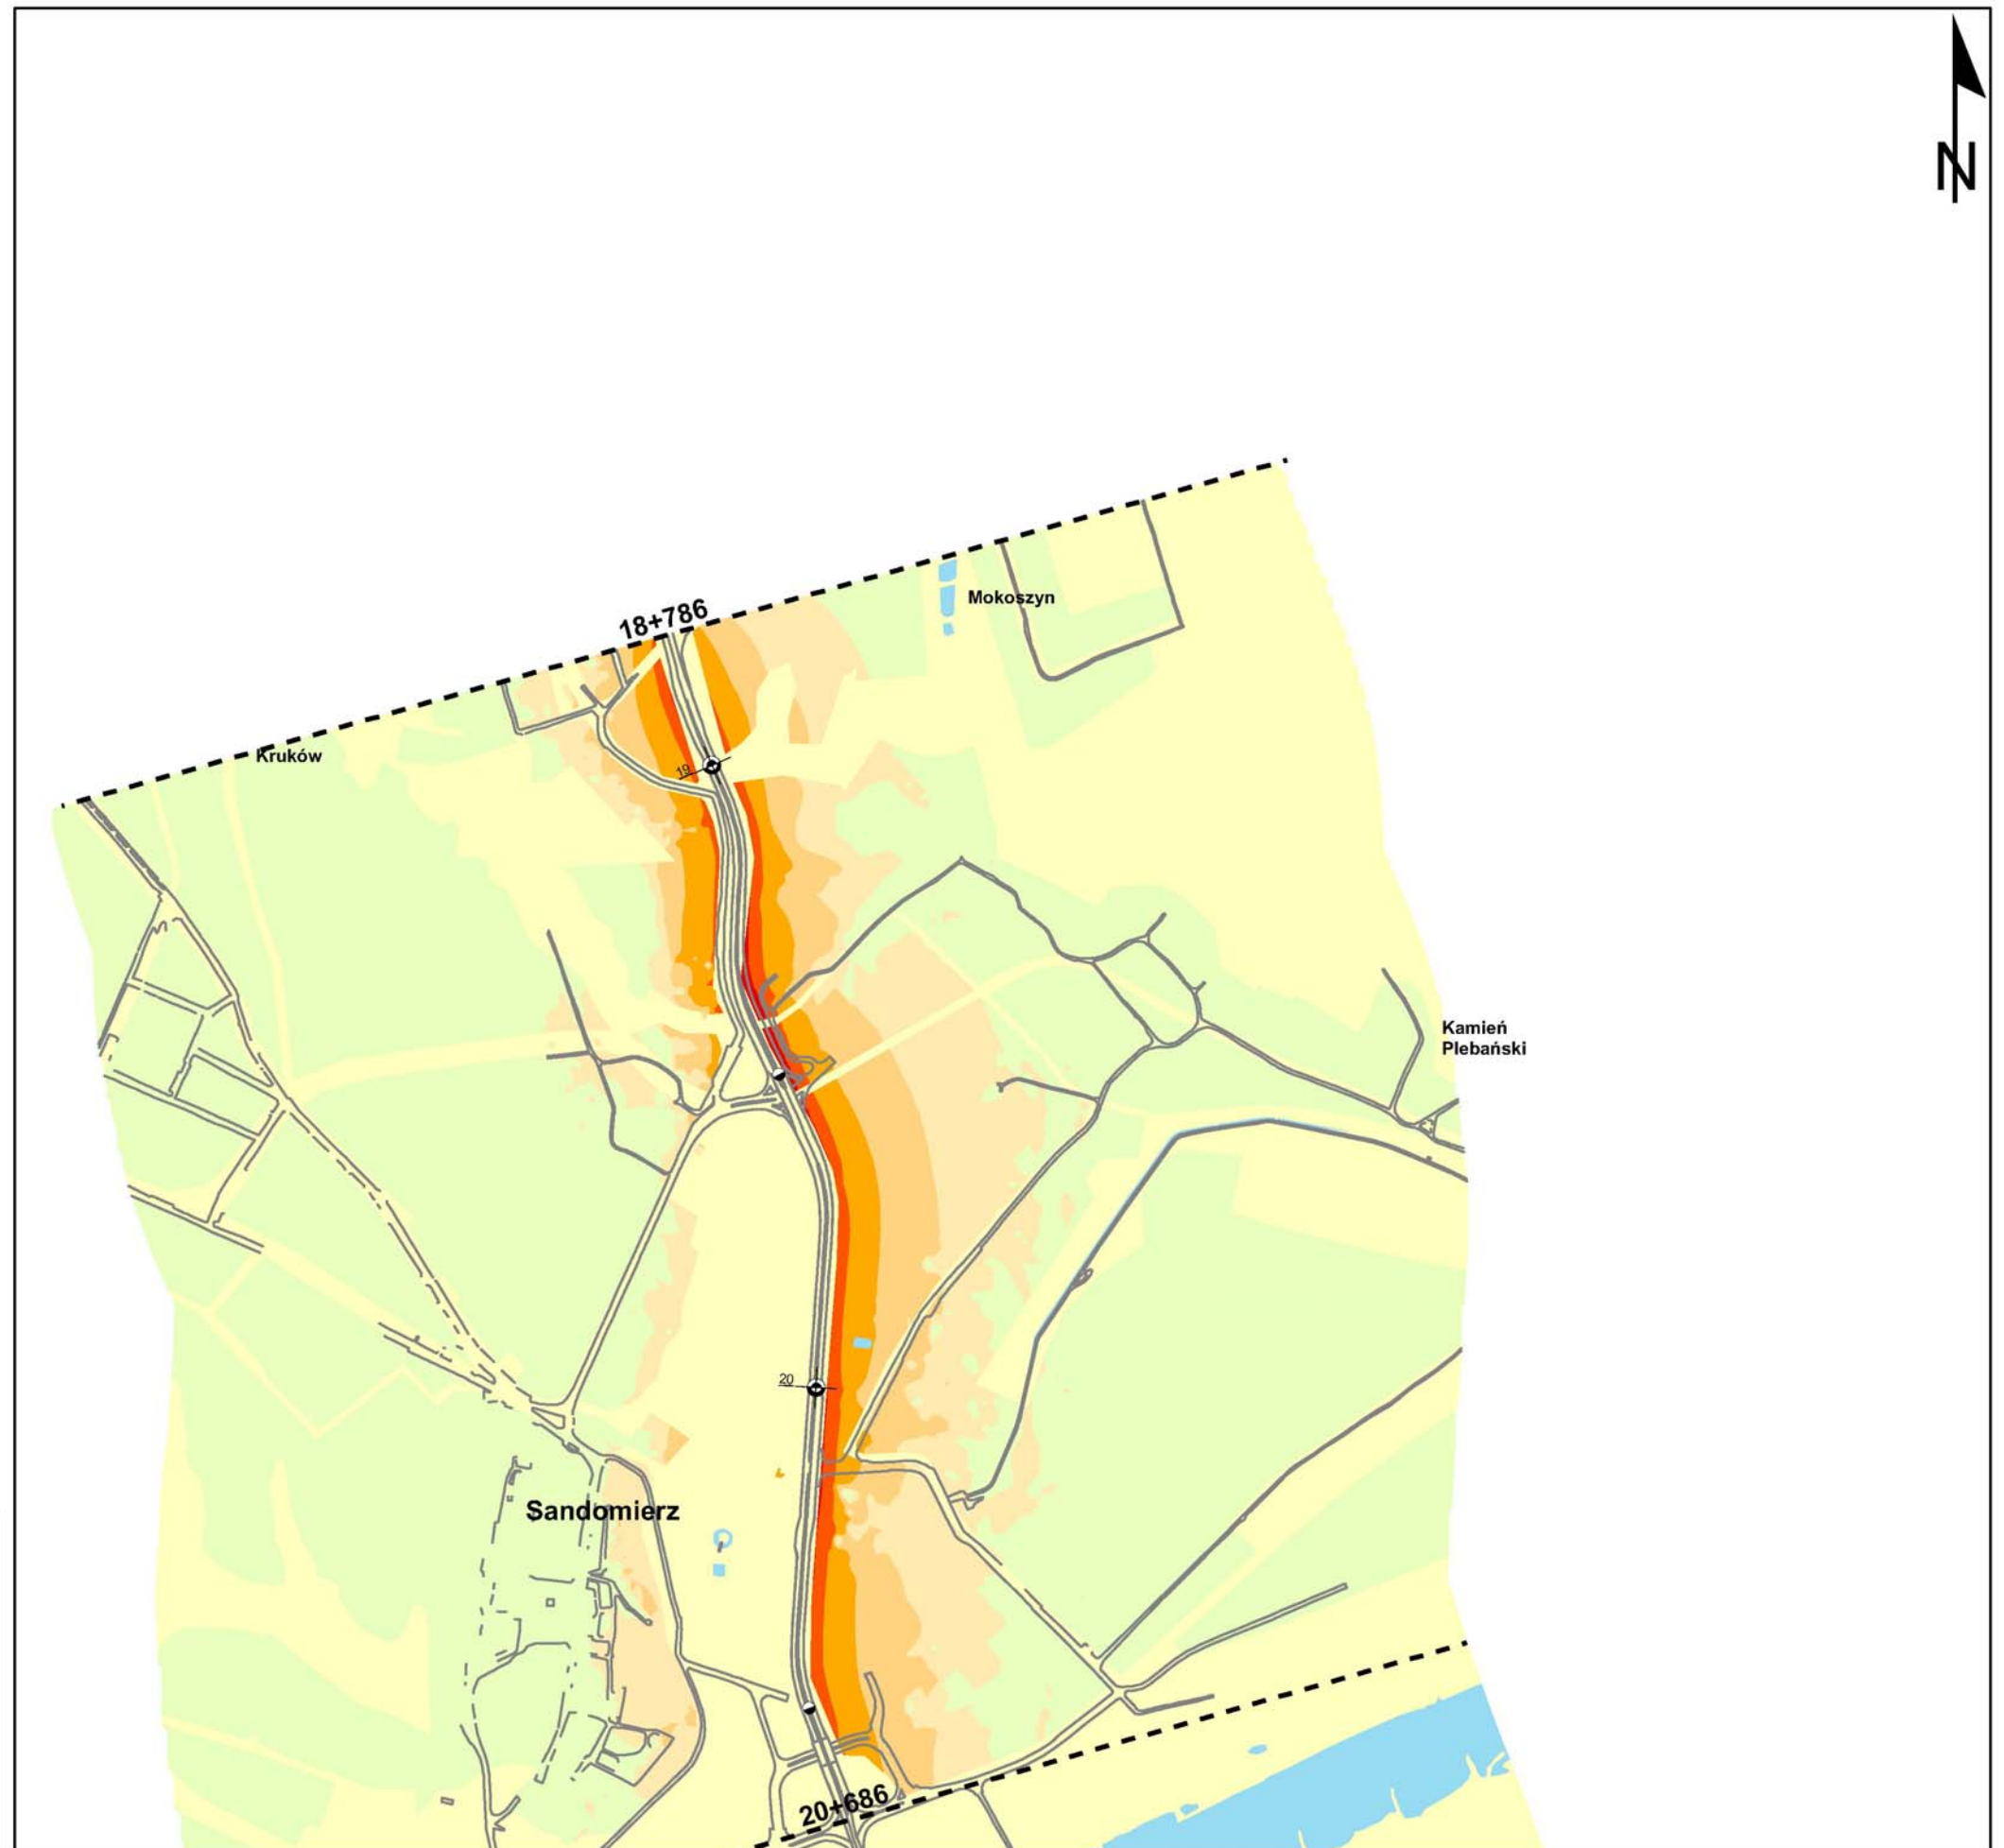 N
Mokoszyn
18+786
Kruków
19
Kamień
Plebański
20
Sandomierz
20+686